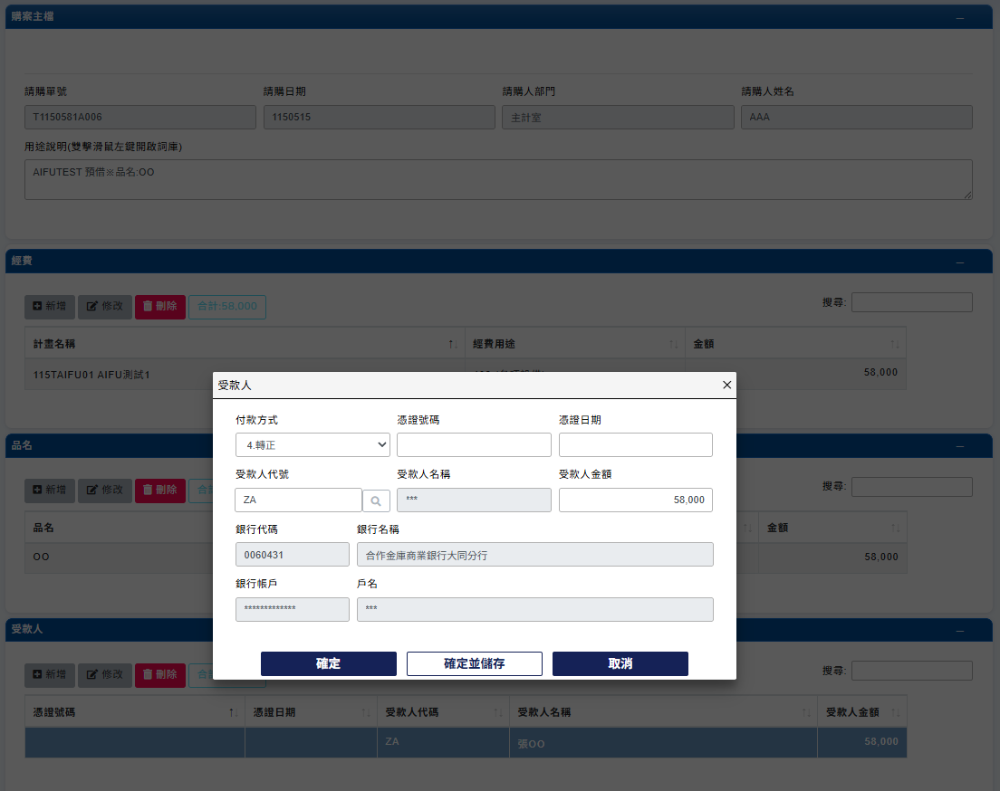 購案主檔
請購單號 請購日期 請購人部門 請購人姓名
T1150581A006 1150515 主計室 AAA
用途說明(雙擊滑鼠左鍵開啟詞庫)
AIFUTEST 預借※品名:OO
經費
新增 修改 刪除 合計:58,000 搜尋:
計畫名稱 經費用途 金額
115TAIFU01 AIFU測試1 58,000
受款人
付款方式 憑證號碼 憑證日期
4.轉正
受款人代號 受款人名稱 受款人金額
ZA *** 58,000
銀行代碼 銀行名稱
0060431 合作金庫商業銀行大同分行
銀行帳戶 戶名
************* ***
確定 確定並儲存 取消
品名
新增 修改 刪除 搜尋:
品名 金額
OO 58,000
受款人
新增 修改 刪除 搜尋:
憑證號碼 憑證日期 受款人代碼 受款人名稱 受款人金額
ZA 張OO 58,000